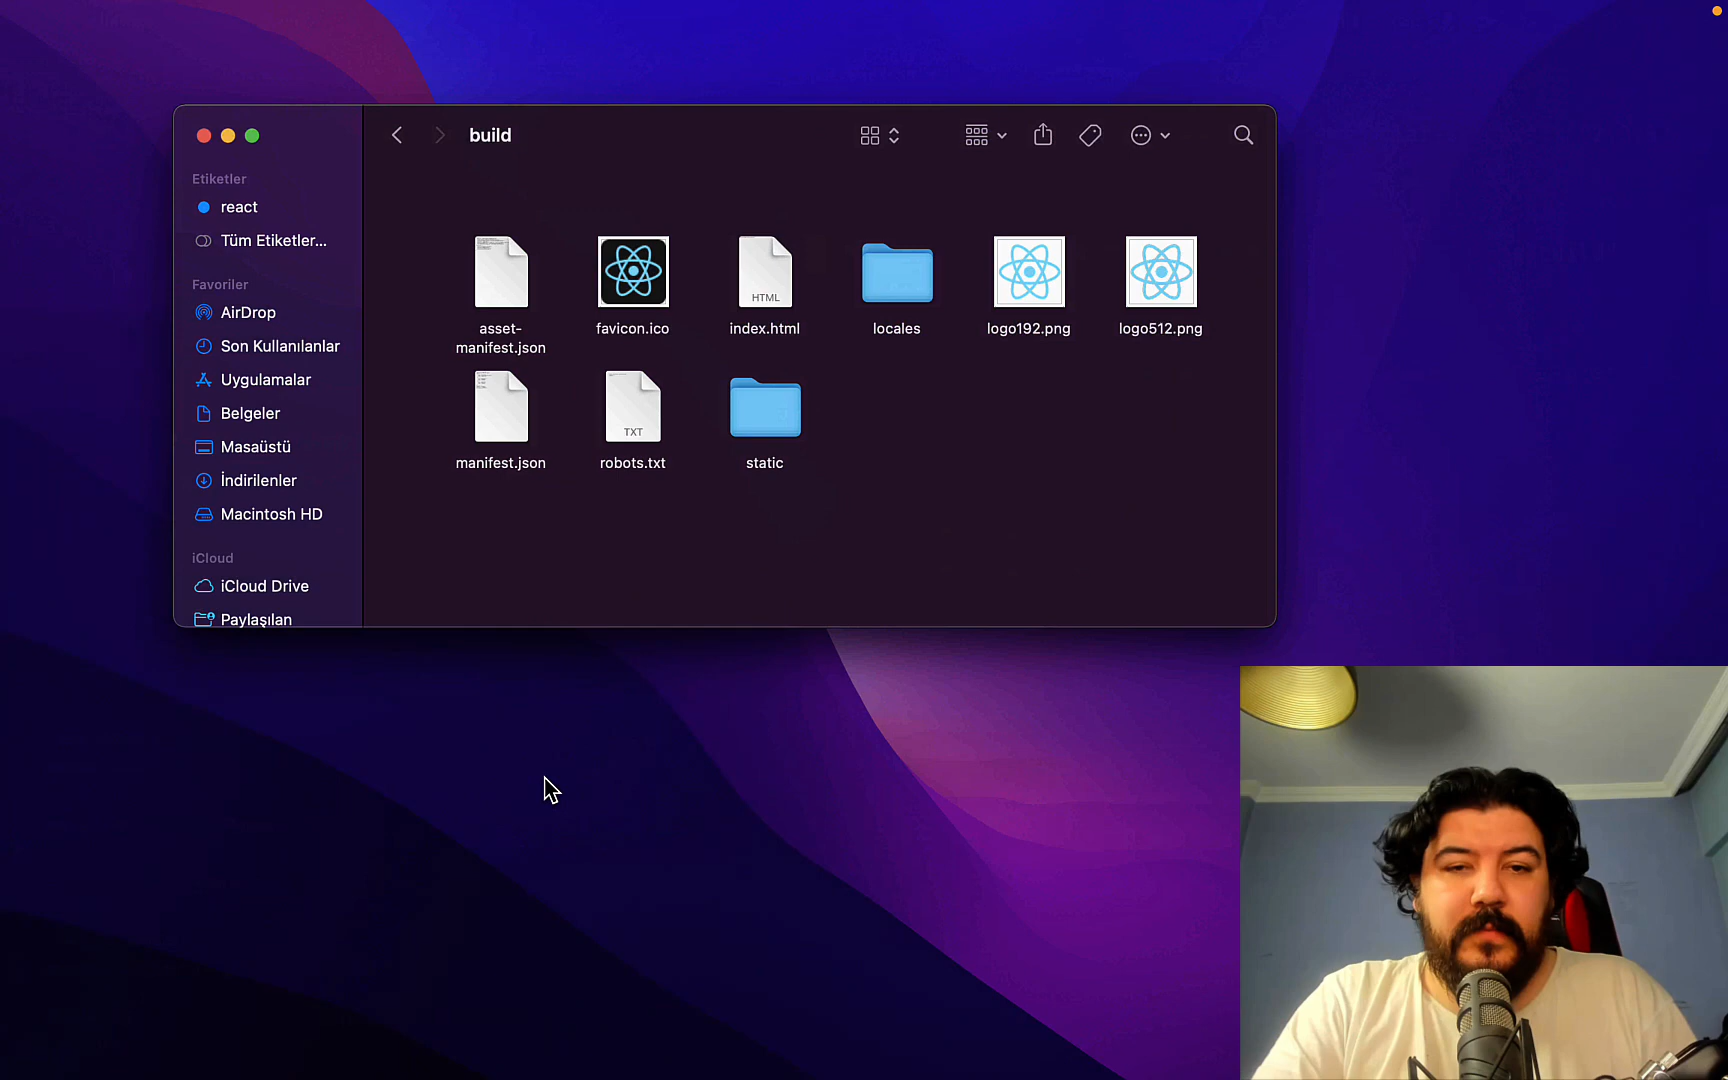 build
Etiketler
react
Tüm Etiketler...
Favoriler
AirDrop
Son Kullanılanlar
Uygulamalar
Belgeler
Masaüstü
İndirilenler
Macintosh HD
iCloud
iCloud Drive
Paylaşılan
HTML
asset-
manifest.json
favicon.ico
index.html
locales
logo192.png
logo512.png
TXT
manifest.json
robots.txt
static